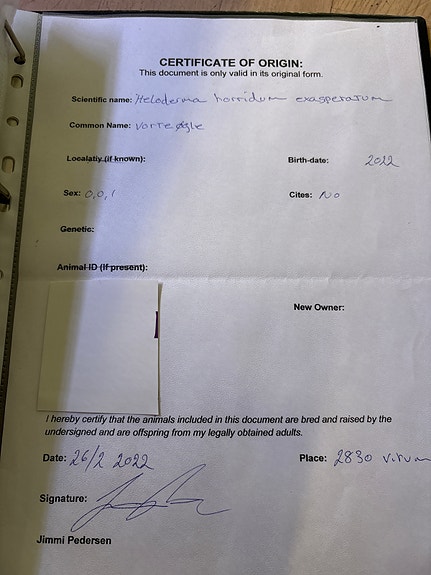 CERTIFICATE OF ORIGIN:
This document is only valid in its original form.
Scientific name: Heloderma horridum exasperatum
Common Name: Vorteøgle
Localatiy (if known): Birth-date: 2022
Sex: 0,0,1 Cites: No
Genetic:
Animal ID (if present):
New Owner:
I hereby certify that the animals included in this document are bred and raised by the
undersigned and are offspring from my legally obtained adults.
Date: 26/2 2022 Place: 2830 Virum
Signature:
Jimmi Pedersen